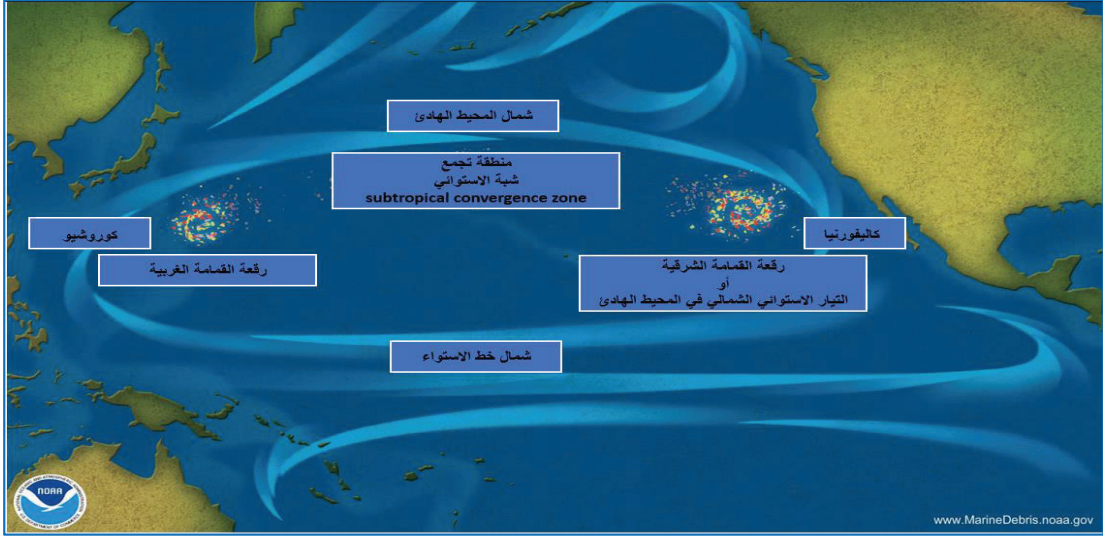 شمال المحيط الهادئ
منطقة تجمع
شبة الاستوائي
subtropical convergence zone
كوروشيو
كاليفورنيا
رقعة القمامة الغربية
رقعة القمامة الشرقية
أو
التيار الاستوائي الشمالي في المحيط الهادئ
شمال خط الاستواء
NOAA
www.MarineDebris.noaa.gov